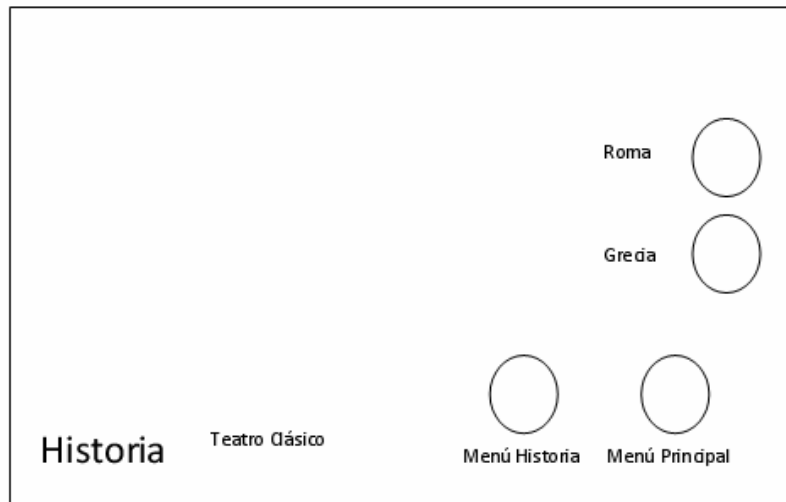 Roma
Grecia
Historia
Teatro Clásico
Menú Historia
Menú Principal